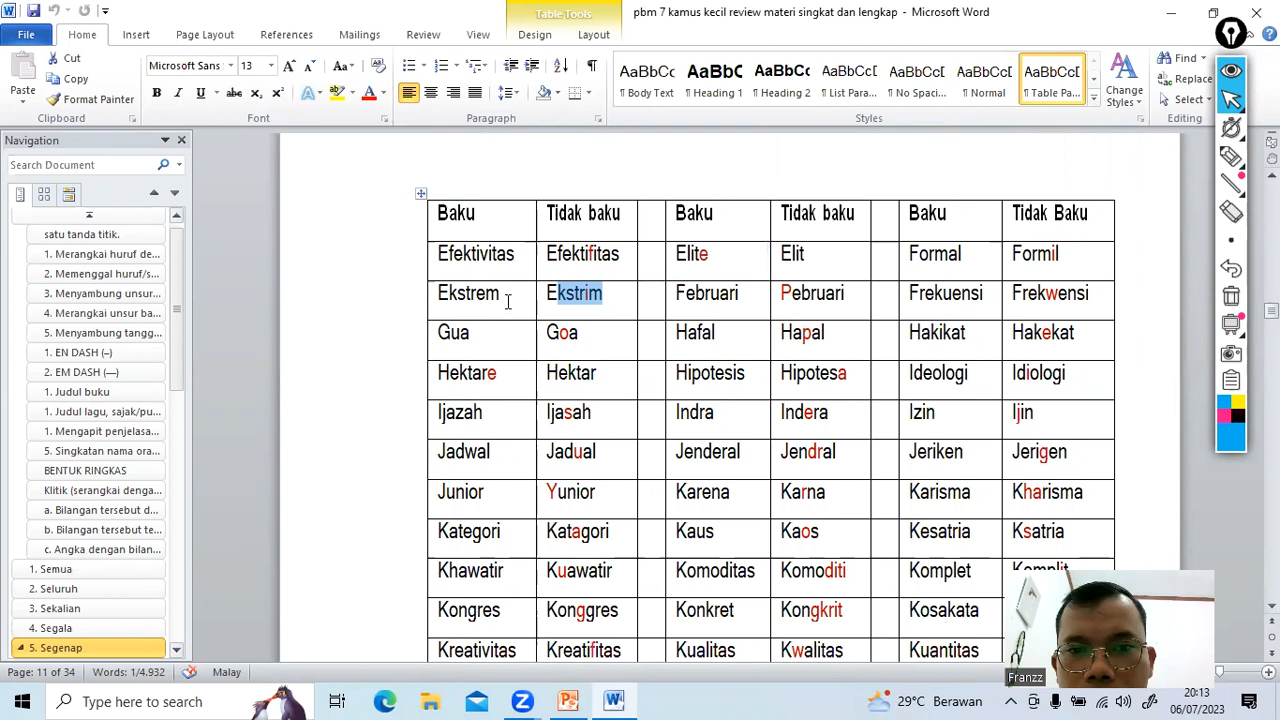 Table Tools
pbm 7 kamus kecil review materi singkat dan lengkap - Microsoft Word
File Home Insert Page Layout References Mailings Review View Design Layout
Paste
Cut
Copy
Format Painter
Clipboard
Microsoft Sans 13
Font
Paragraph
AaBbCc AaBbCc AaBbCc AaBbCcD AaBbCc AaBbCc AaBbCcD
¶ Body Text Heading 1 ¶ Heading 2 ¶ List Para... ¶ No Spaci... ¶ Normal ¶ Table Pa...
Styles
Change Styles
Find
Replace
Select
Editing
Navigation
Search Document
satu tanda titik.
1. Merangkai huruf de...
2. Memenggal huruf/s...
3. Menyambung unsur...
4. Merangkai unsur ba...
5. Menyambung tangg...
1. EN DASH (–)
2. EM DASH (—)
1. Judul buku
1. Judul lagu, sajak/pu...
1. Mengapit penjelasa...
5. Singkatan nama ora...
BENTUK RINGKAS
Klitik (serangkai denga...
a. Bilangan tersebut d...
b. Bilangan tersebut te...
c. Angka dengan bilan...
1. Semua
2. Seluruh
3. Sekalian
4. Segala
5. Segenap
Baku Tidak baku Baku Tidak baku Baku Tidak Baku
Efektivitas Efektifitas Elite Elit Formal Formil
Ekstrem Ekstrim Februari Pebruari Frekuensi Frekwensi
Gua Goa Hafal Hapal Hakikat Hakekat
Hektare Hektar Hipotesis Hipotesa Ideologi Idiologi
Ijazah Ijasah Indra Indera Izin Ijin
Jadwal Jadual Jenderal Jendral Jeriken Jerigen
Junior Yunior Karena Karna Karisma Kharisma
Kategori Katagori Kaus Kaos Kesatria Ksatria
Khawatir Kuawatir Komoditas Komoditi Komplet Komplit
Kongres Konggres Konkret Kongkrit Kosakata
Kreativitas Kreatifitas Kualitas Kwalitas Kuantitas
Franzz
Page: 11 of 34 Words: 1/4.932 Malay
Type here to search
29°C Berawan
20:13
06/07/2023